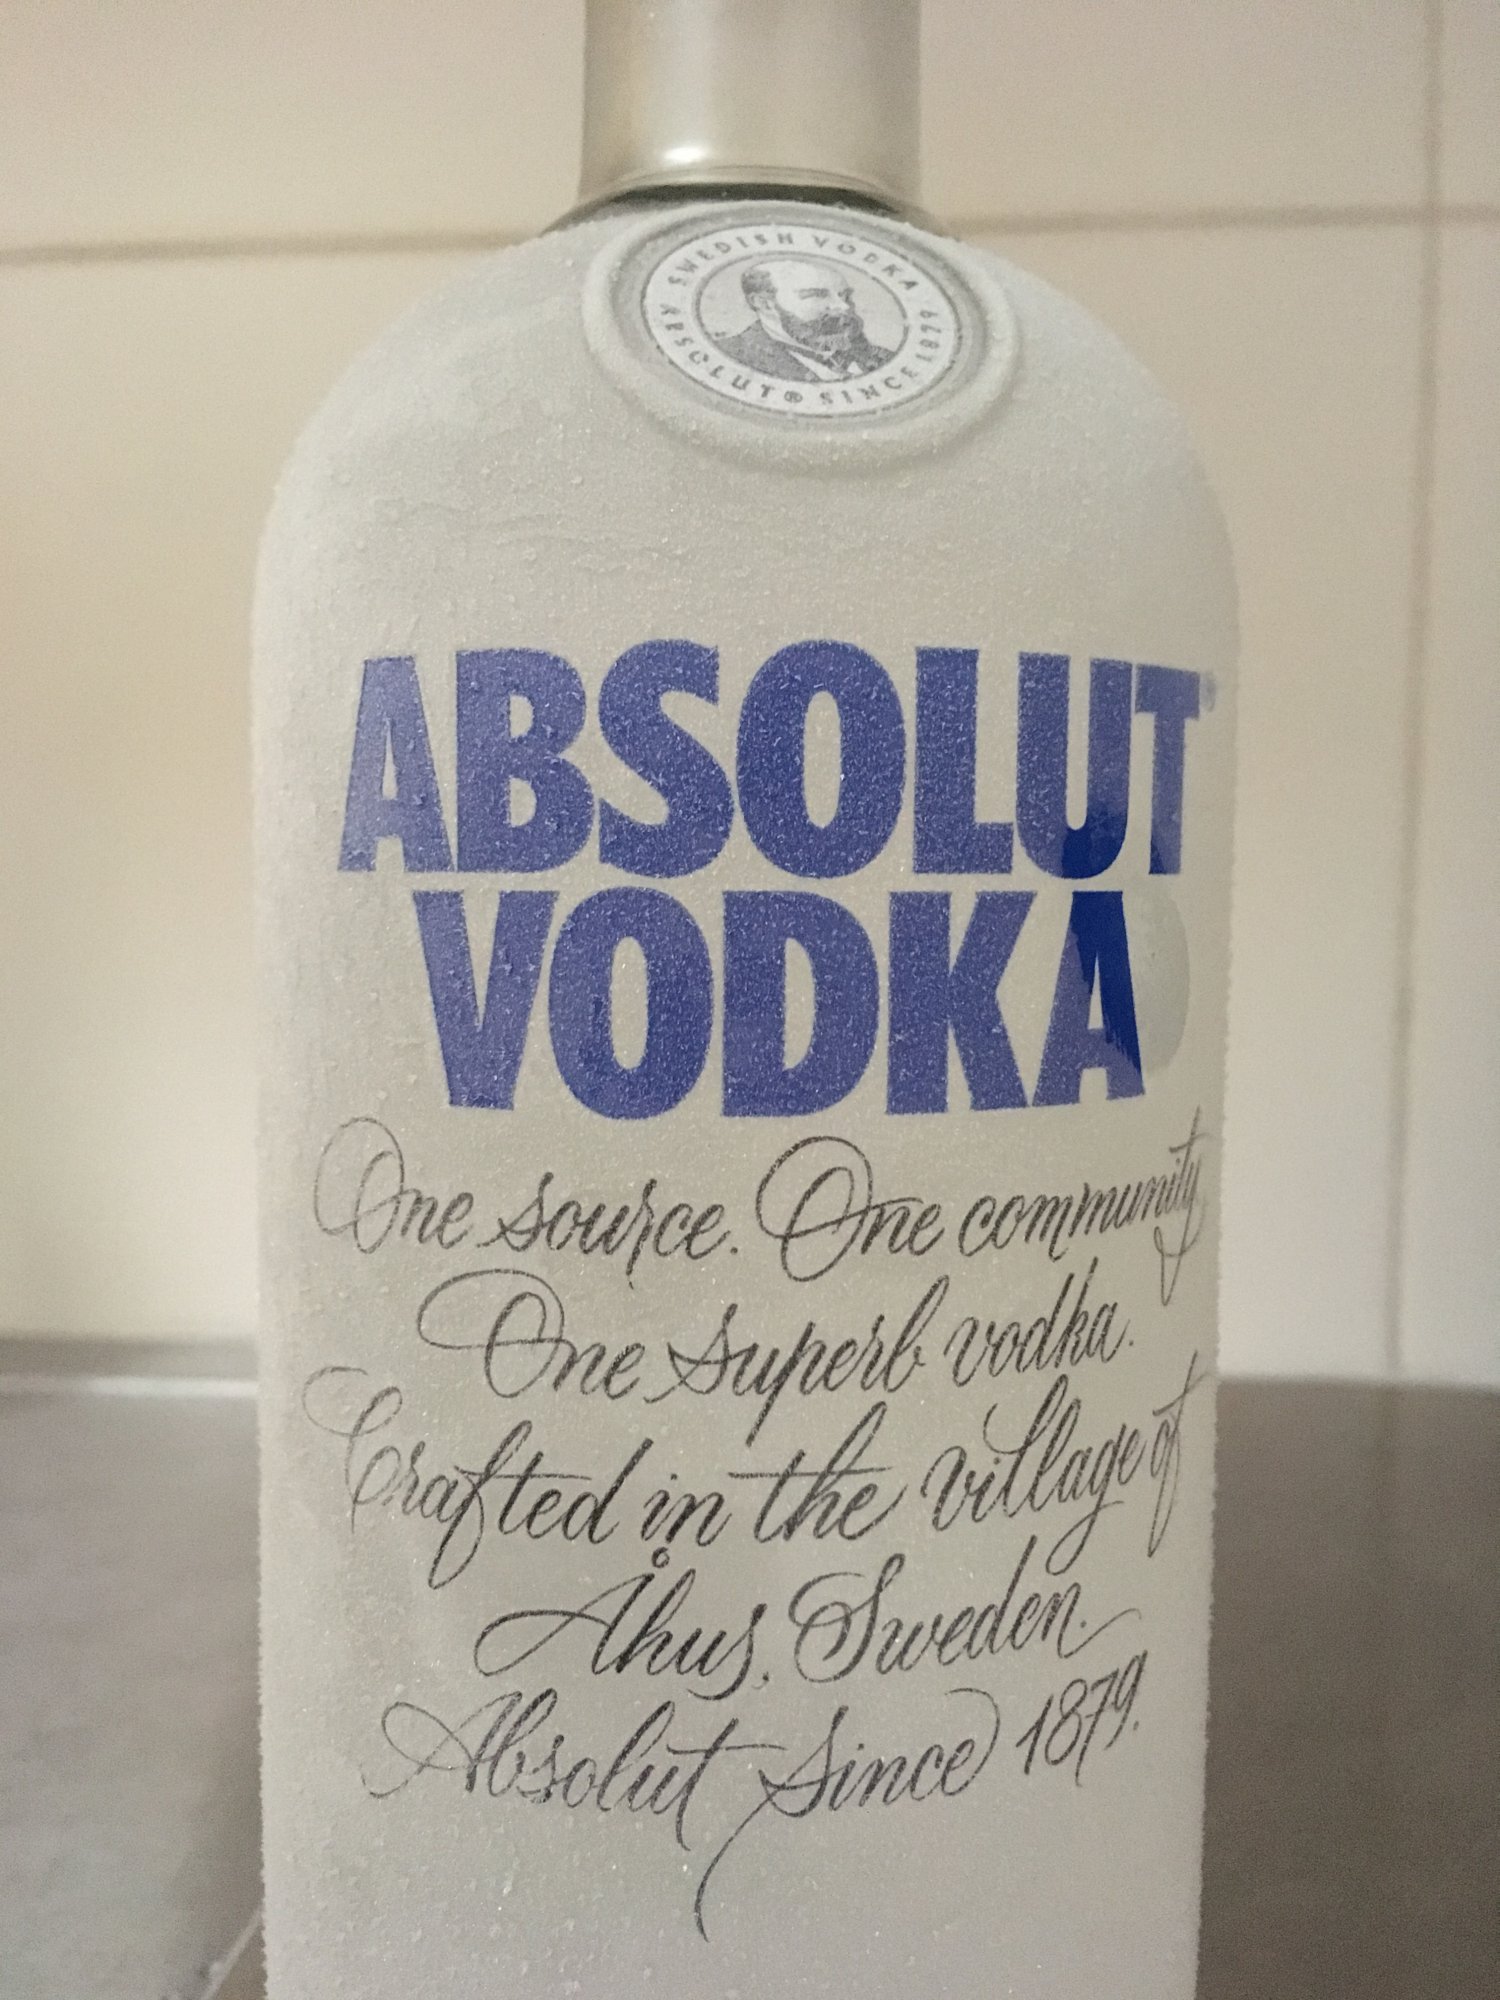 SWEDISH VODKA
ABSOLUT® SINCE 1879
ABSOLUT®
VODKA
One source. One community
One superb vodka.
Crafted in the village of
Åhus, Sweden.
Absolut Since 1879.